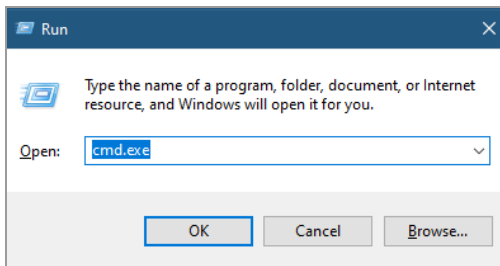 Run
Type the name of a program, folder, document, or Internet
resource, and Windows will open it for you.
Open:
cmd.exe
OK
Cancel
Browse...